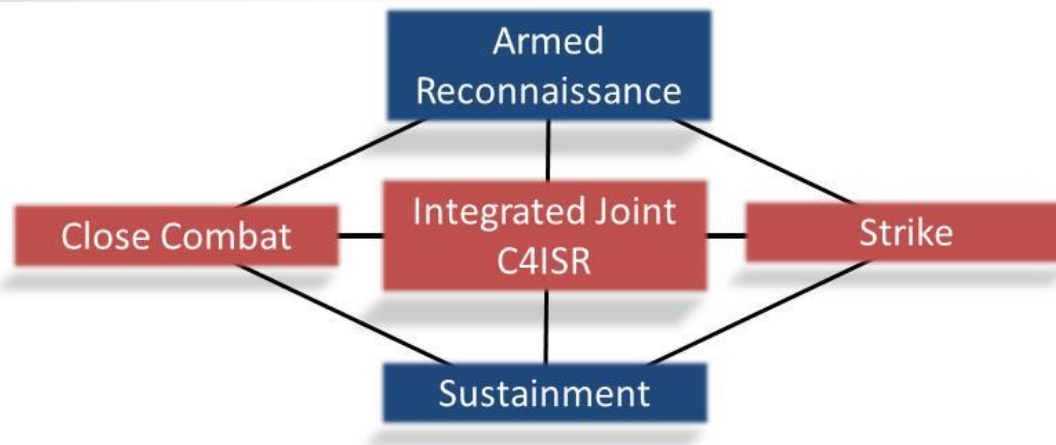 Armed
Reconnaissance
Close Combat
Integrated Joint
C4ISR
Strike
Sustainment